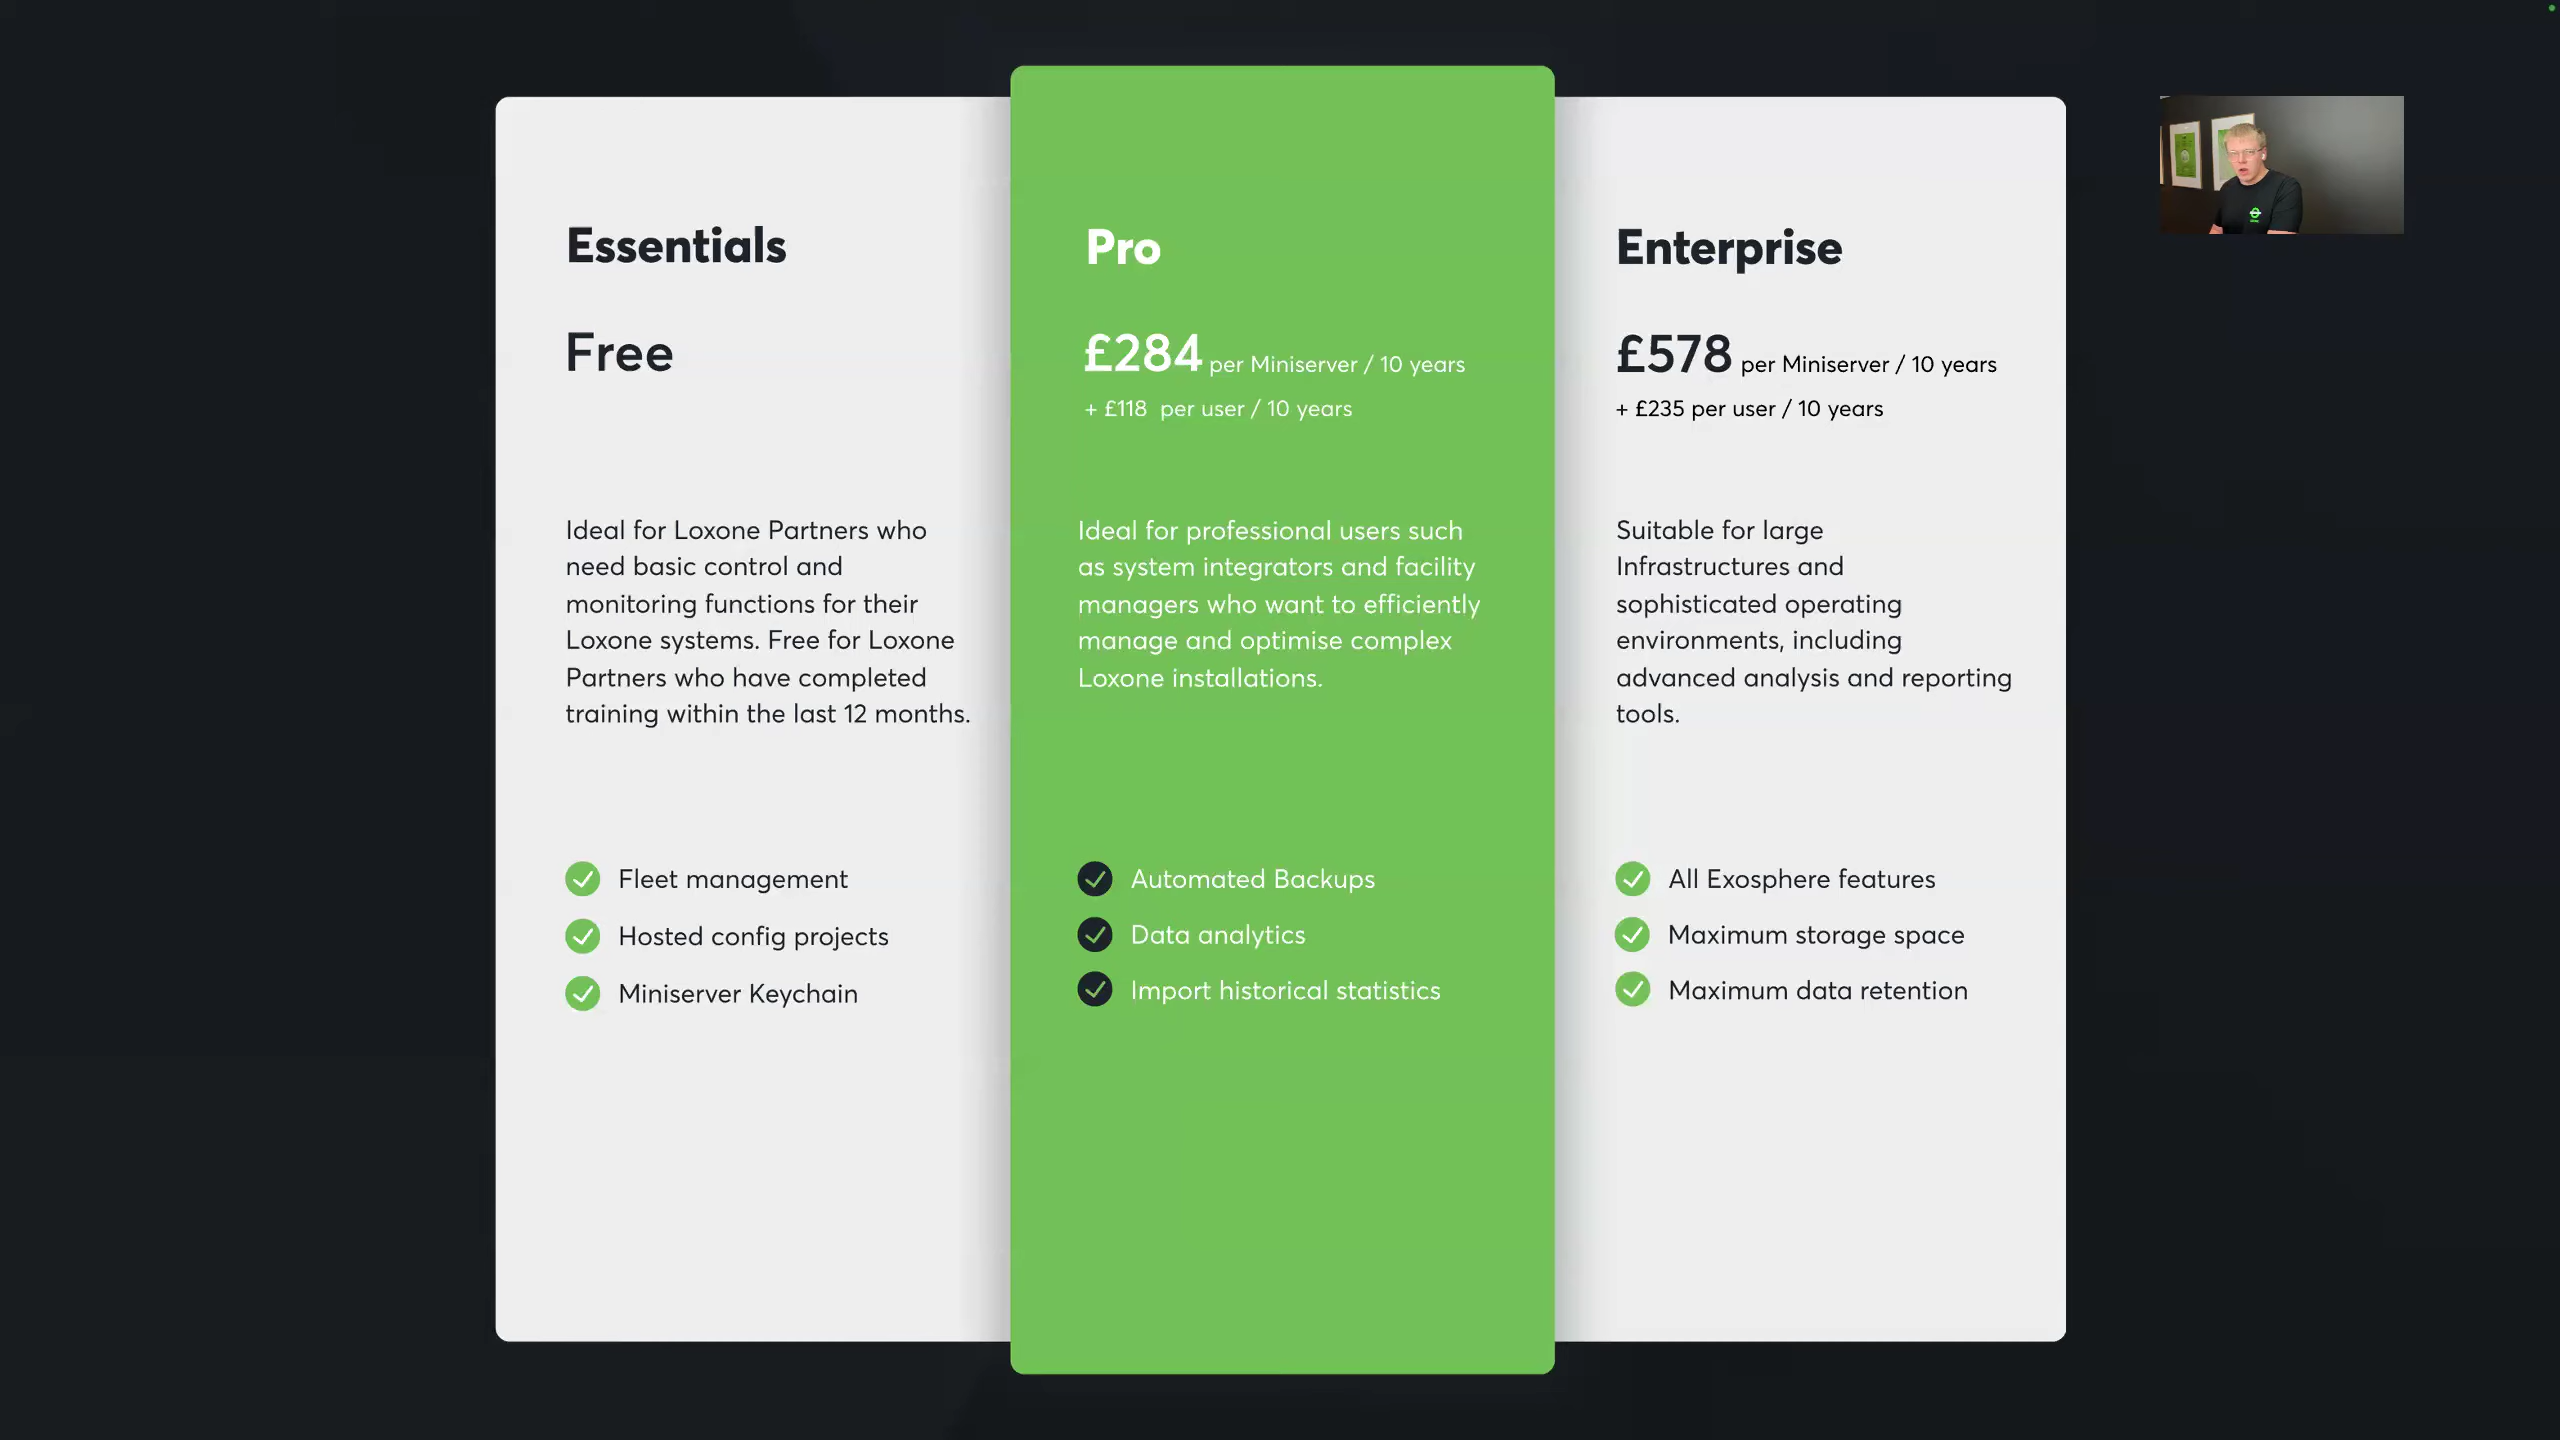 Essentials
Free
Ideal for Loxone Partners who
need basic control and
monitoring functions for their
Loxone systems. Free for Loxone
Partners who have completed
training within the last 12 months.
Fleet management
Hosted config projects
Miniserver Keychain
Pro
£284 per Miniserver / 10 years
+ £118 per user / 10 years
Ideal for professional users such
as system integrators and facility
managers who want to efficiently
manage and optimise complex
Loxone installations.
Automated Backups
Data analytics
Import historical statistics
Enterprise
£578 per Miniserver / 10 years
+ £235 per user / 10 years
Suitable for large
Infrastructures and
sophisticated operating
environments, including
advanced analysis and reporting
tools.
All Exosphere features
Maximum storage space
Maximum data retention